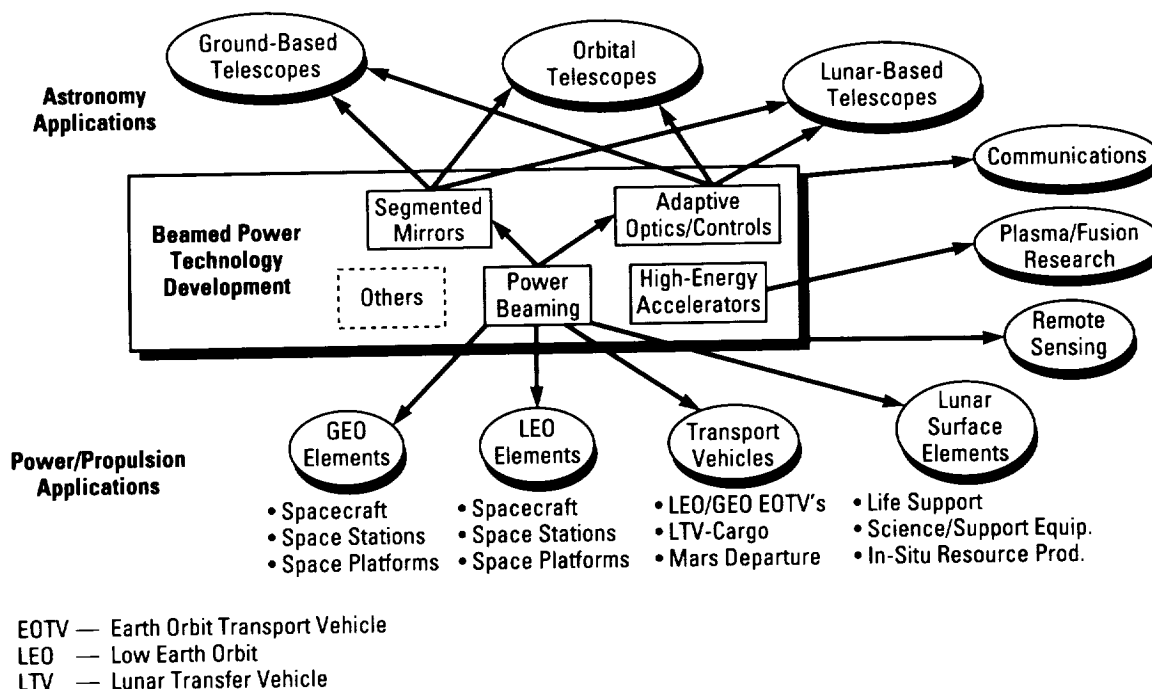 Ground-Based
Telescopes
Orbital
Telescopes
Lunar-Based
Telescopes
Astronomy
Applications
Communications
Segmented
Mirrors
Adaptive
Optics/Controls
Beamed Power
Technology
Development
Plasma/Fusion
Research
Others
Power
Beaming
High-Energy
Accelerators
Remote
Sensing
GEO
Elements
LEO
Elements
Transport
Vehicles
Lunar
Surface
Elements
Power/Propulsion
Applications
• Spacecraft
• Space Stations
• Space Platforms
• Spacecraft
• Space Stations
• Space Platforms
• LEO/GEO EOTV's
• LTV-Cargo
• Mars Departure
• Life Support
• Science/Support Equip.
• In-Situ Resource Prod.
EOTV — Earth Orbit Transport Vehicle
LEO — Low Earth Orbit
LTV — Lunar Transfer Vehicle